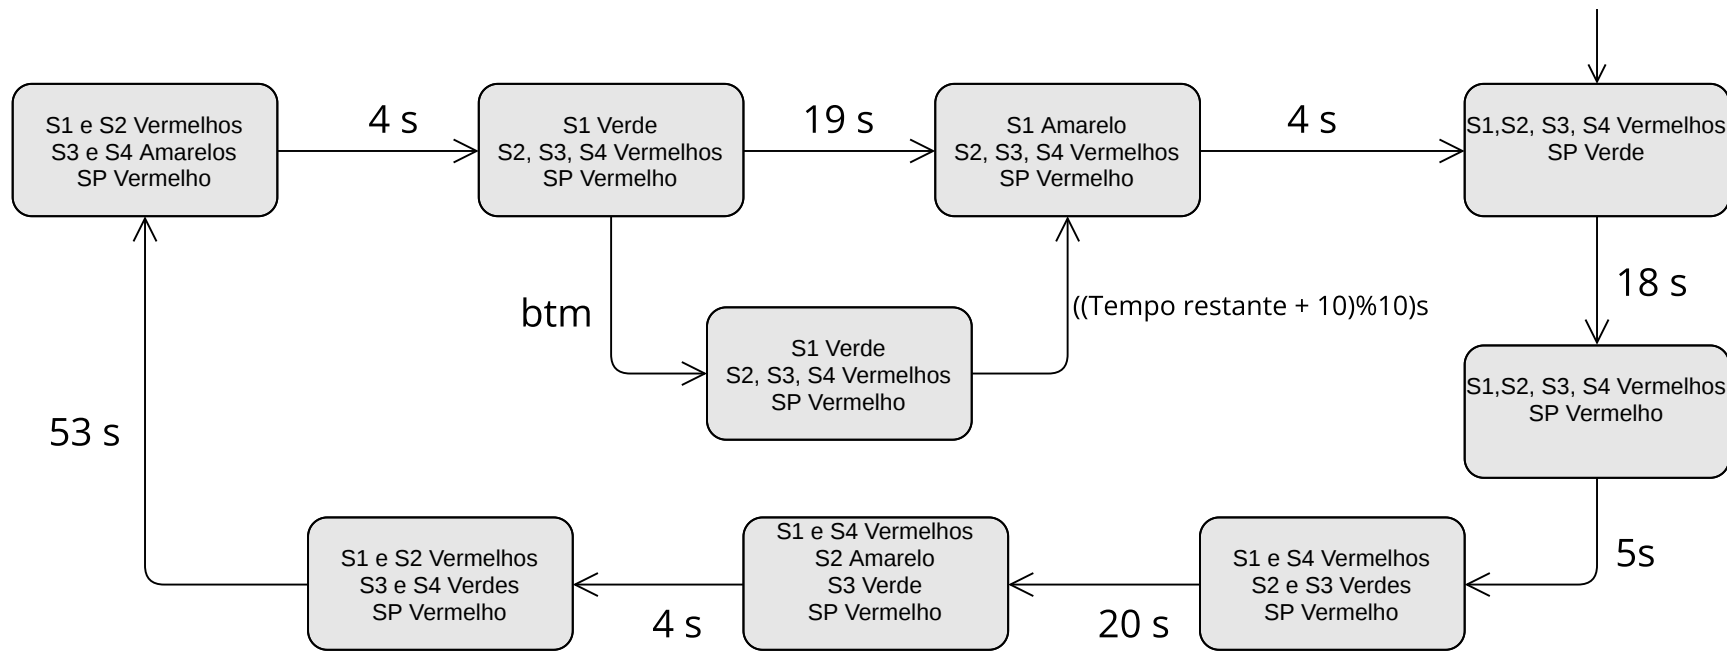 S1 e S2 Vermelhos
S3 e S4 Amarelos
SP Vermelho
4 s
S1 Verde
S2, S3, S4 Vermelhos
SP Vermelho
19 s
S1 Amarelo
S2, S3, S4 Vermelhos
SP Vermelho
4 s
S1,S2, S3, S4 Vermelhos
SP Verde
btm
S1 Verde
S2, S3, S4 Vermelhos
SP Vermelho
((Tempo restante + 10)%10)s
18 s
S1,S2, S3, S4 Vermelhos
SP Vermelho
53 s
S1 e S2 Vermelhos
S3 e S4 Verdes
SP Vermelho
4 s
S1 e S4 Vermelhos
S2 Amarelo
S3 Verde
SP Vermelho
20 s
S1 e S4 Vermelhos
S2 e S3 Verdes
SP Vermelho
5s